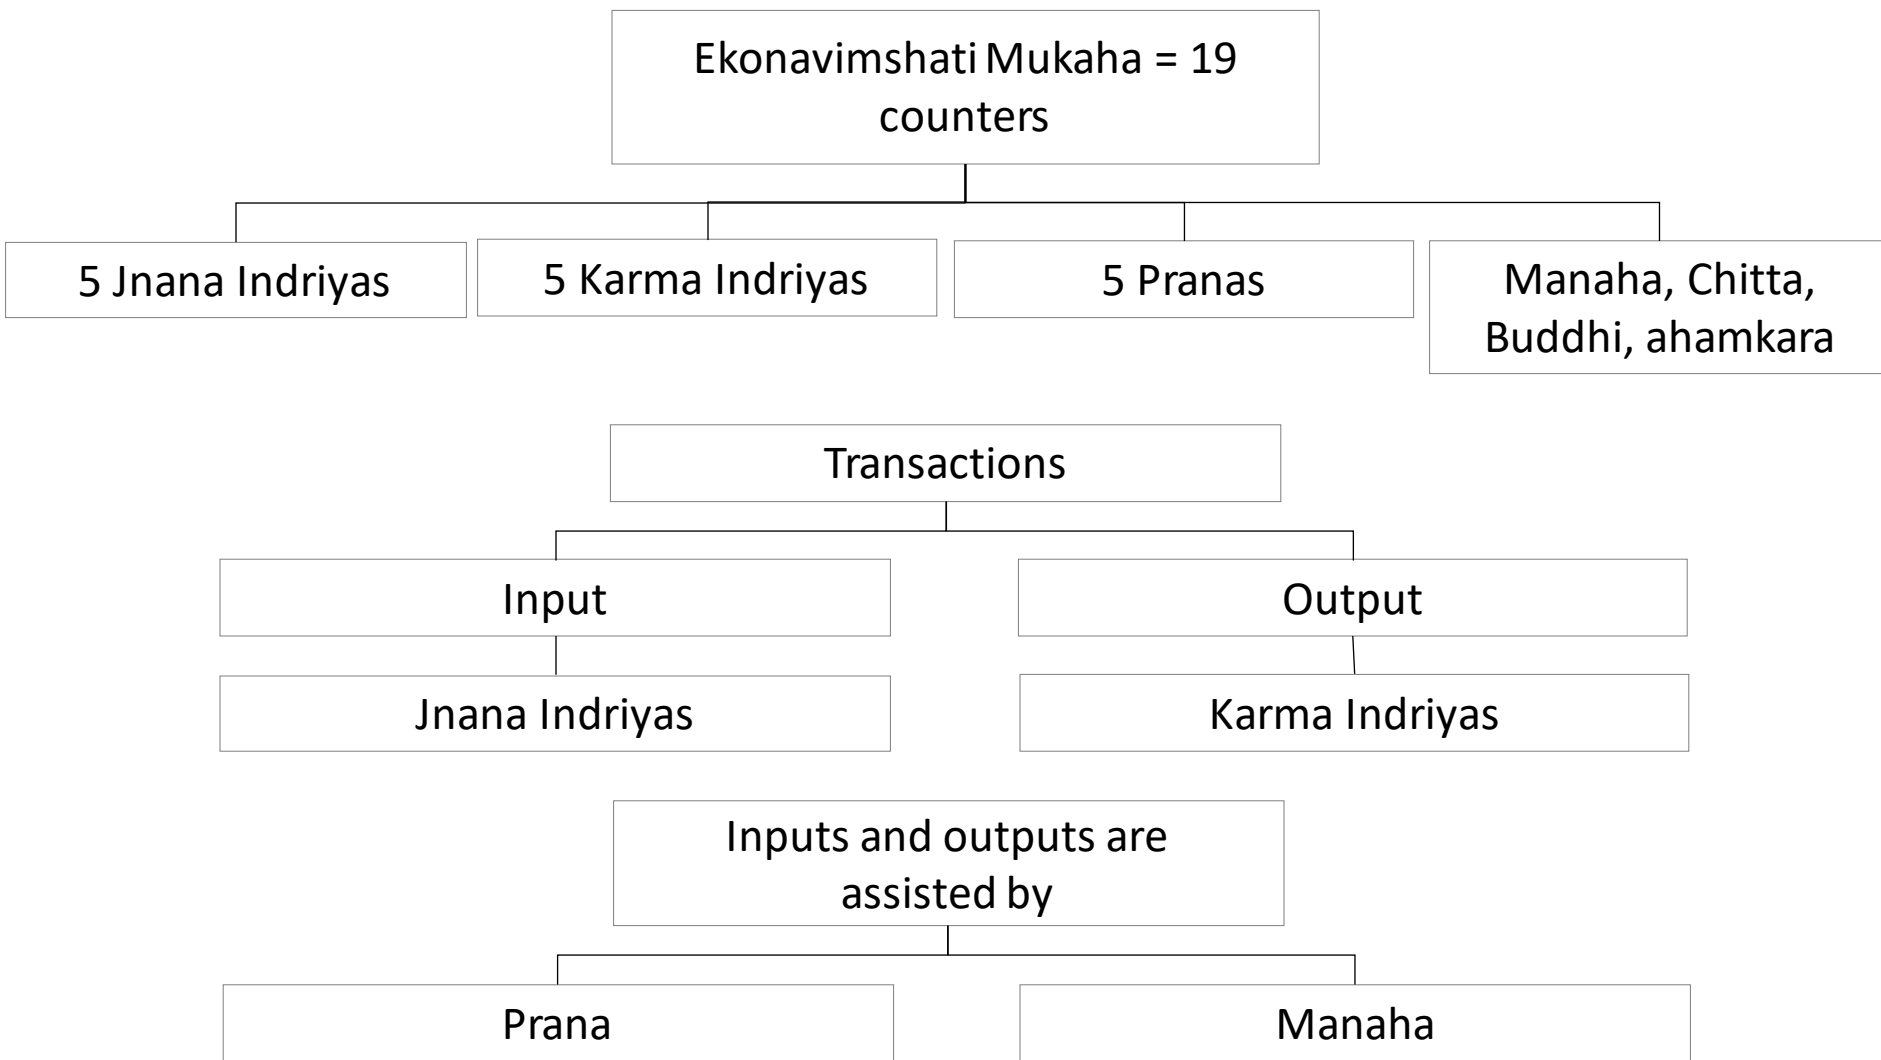 Ekonavimshati Mukaha = 19
counters
5 Jnana Indriyas
5 Karma Indriyas
5 Pranas
Manaha, Chitta,
Buddhi, ahamkara
Transactions
Input
Output
Jnana Indriyas
Karma Indriyas
Inputs and outputs are
assisted by
Prana
Manaha